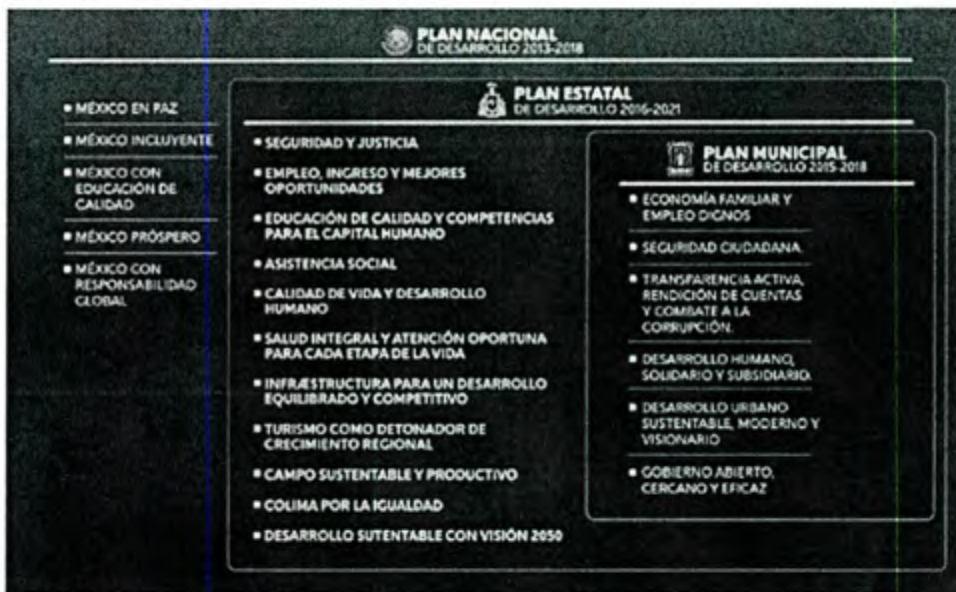 PLAN NACIONAL
DE DESARROLLO 2013-2018
MÉXICO EN PAZ
MÉXICO INCLUYENTE
MÉXICO CON
EDUCACIÓN DE
CALIDAD
MÉXICO PRÓSPERO
MÉXICO CON
RESPONSABILIDAD
GLOBAL
PLAN ESTATAL
DE DESARROLLO 2016-2021
SEGURIDAD Y JUSTICIA
EMPLEO, INGRESO Y MEJORES
OPORTUNIDADES
EDUCACIÓN DE CALIDAD Y COMPETENCIAS
PARA EL CAPITAL HUMANO
ASISTENCIA SOCIAL
CALIDAD DE VIDA Y DESARROLLO
HUMANO
SALUD INTEGRAL Y ATENCIÓN OPORTUNA
PARA CADA ETAPA DE LA VIDA
INFRAESTRUCTURA PARA UN DESARROLLO
EQUILIBRADO Y COMPETITIVO
TURISMO COMO DETONADOR DE
CRECIMIENTO REGIONAL
CAMPO SUSTENTABLE Y PRODUCTIVO
COLIMA POR LA IGUALDAD
DESARROLLO SUTENTABLE CON VISIÓN 2050
PLAN MUNICIPAL
DE DESARROLLO 2015-2018
ECONOMÍA FAMILIAR Y
EMPLEO DIGNOS
SEGURIDAD CIUDADANA.
TRANSPARENCIA ACTIVA,
RENDICIÓN DE CUENTAS
Y COMBATE A LA
CORRUPCIÓN.
DESARROLLO HUMANO,
SOLIDARIO Y SUBSIDIARIO.
DESARROLLO URBANO
SUSTENTABLE, MODERNO Y
VISIONARIO
GOBIERNO ABIERTO,
CERCANO Y EFICAZ